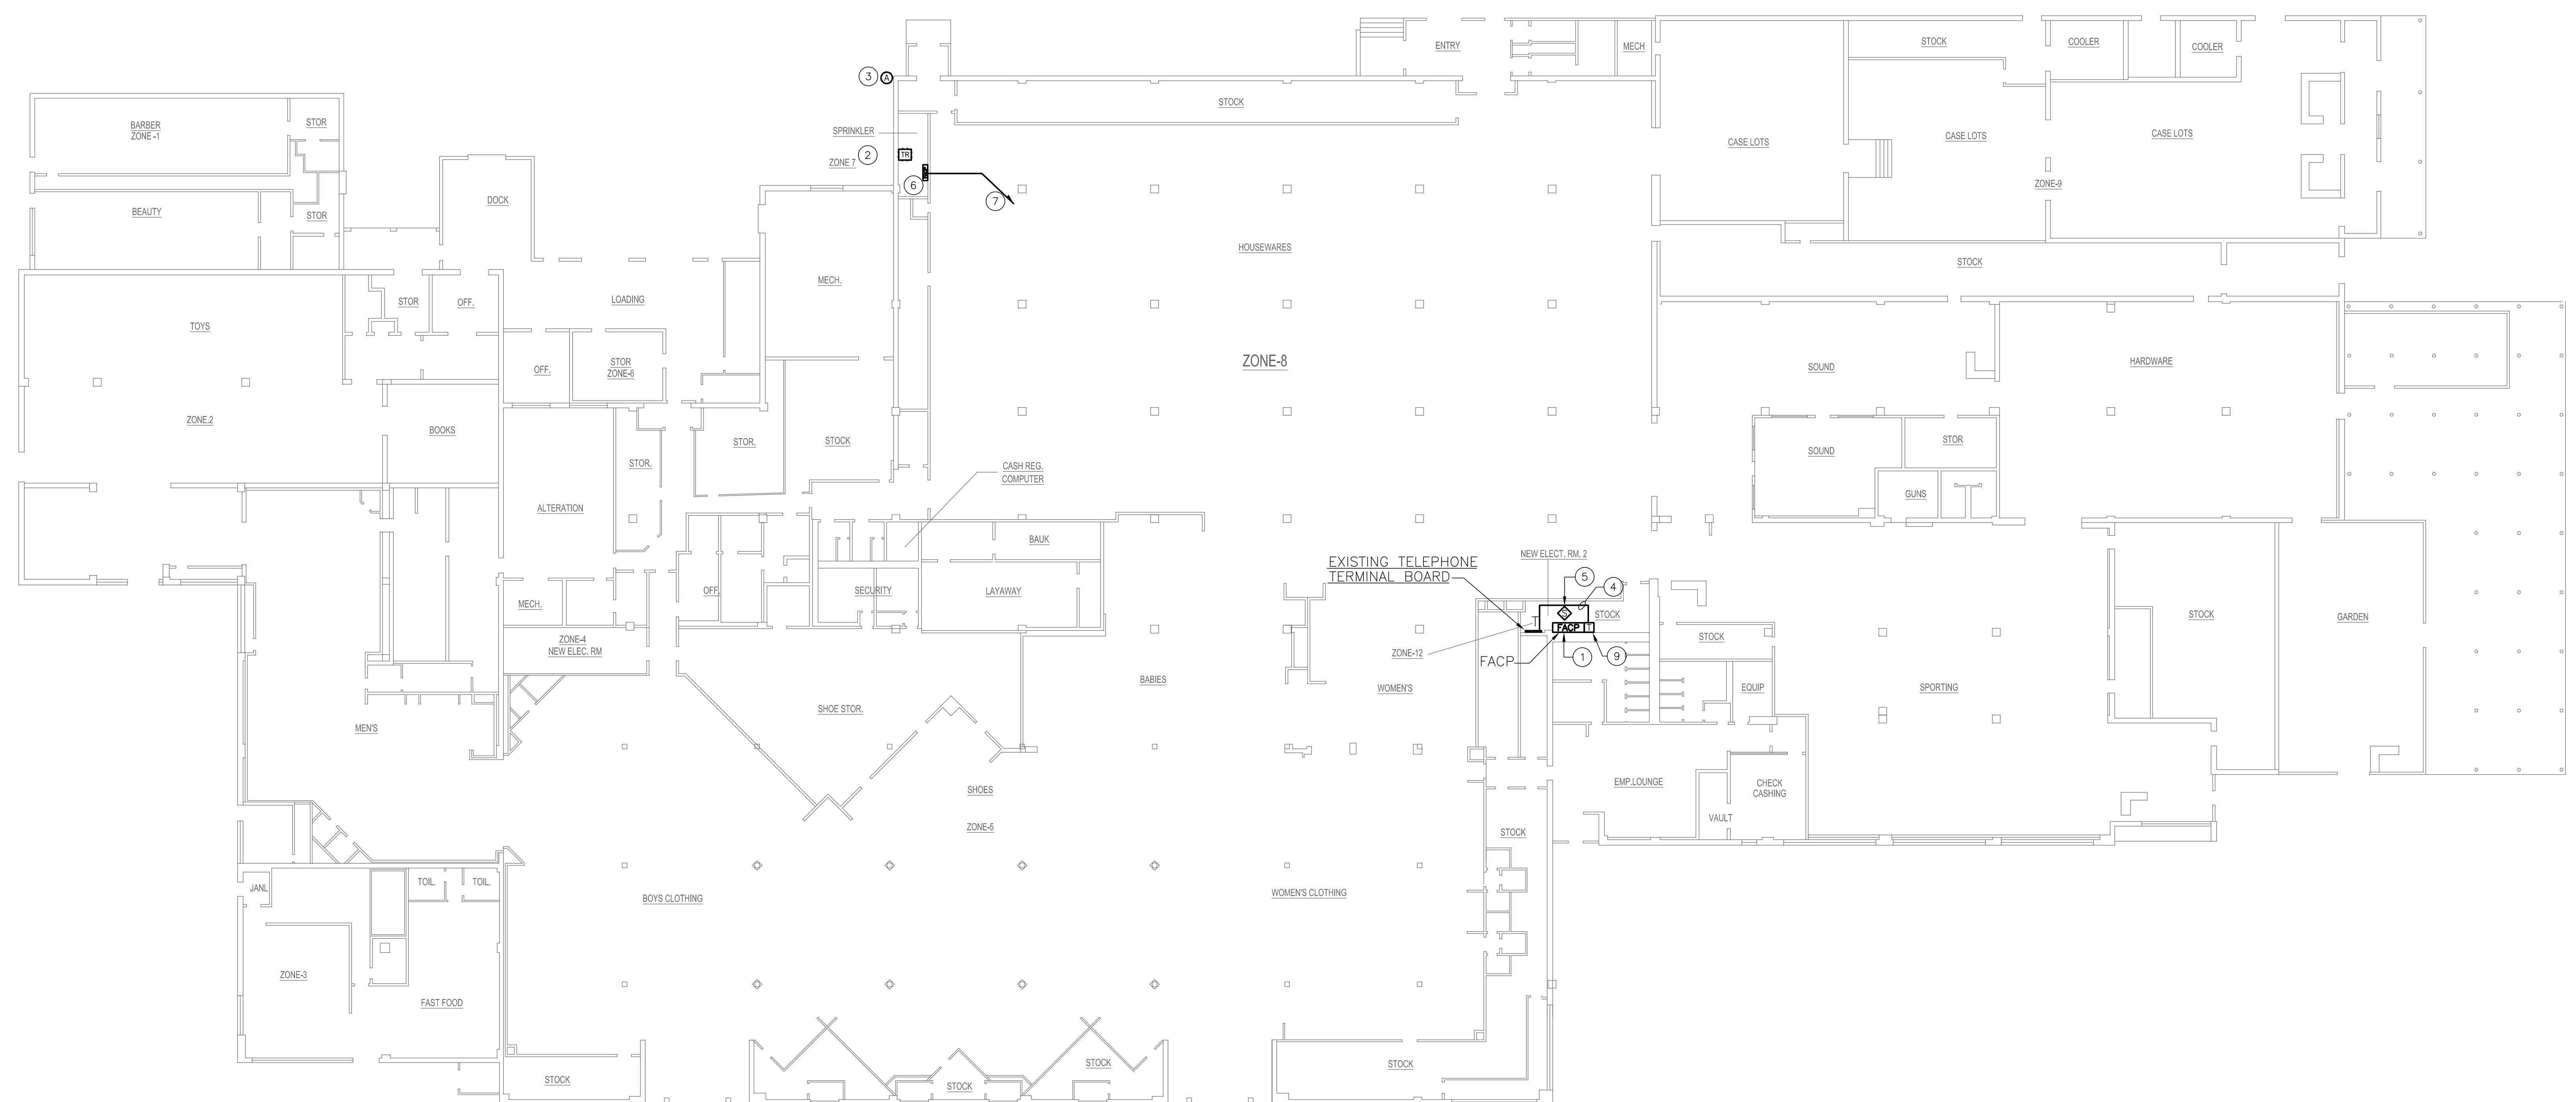 ENTRY
MECH
STOCK
COOLER
COOLER
3
A
STOCK
BARBER
ZONE -1
STOR
SPRINKLER
CASE LOTS
CASE LOTS
CASE LOTS
ZONE 7
2
TR
6
7
ZONE-9
BEAUTY
STOR
DOCK
HOUSEWARES
STOCK
MECH.
LOADING
STOR
OFF.
TOYS
ZONE-8
OFF.
STOR
ZONE-6
SOUND
HARDWARE
ZONE.2
BOOKS
STOR.
STOCK
STOR.
SOUND
STOR
CASH REG.
COMPUTER
GUNS
ALTERATION
BAUK
EXISTING TELEPHONE
TERMINAL BOARD
NEW ELECT. RM. 2
5
4
S
T
MECH.
OFF.
SECURITY
LAYAWAY
STOCK
STOCK
GARDEN
FACP
T
ZONE-4
NEW ELEC. RM
STOCK
ZONE-12
FACP
1
9
BABIES
WOMEN'S
EQUIP
SPORTING
SHOE STOR.
MEN'S
SHOES
EMP.LOUNGE
CHECK
CASHING
VAULT
ZONE-5
STOCK
JANL
TOIL.
TOIL.
BOYS CLOTHING
WOMEN'S CLOTHING
ZONE-3
FAST FOOD
STOCK
STOCK
STOCK
STOCK